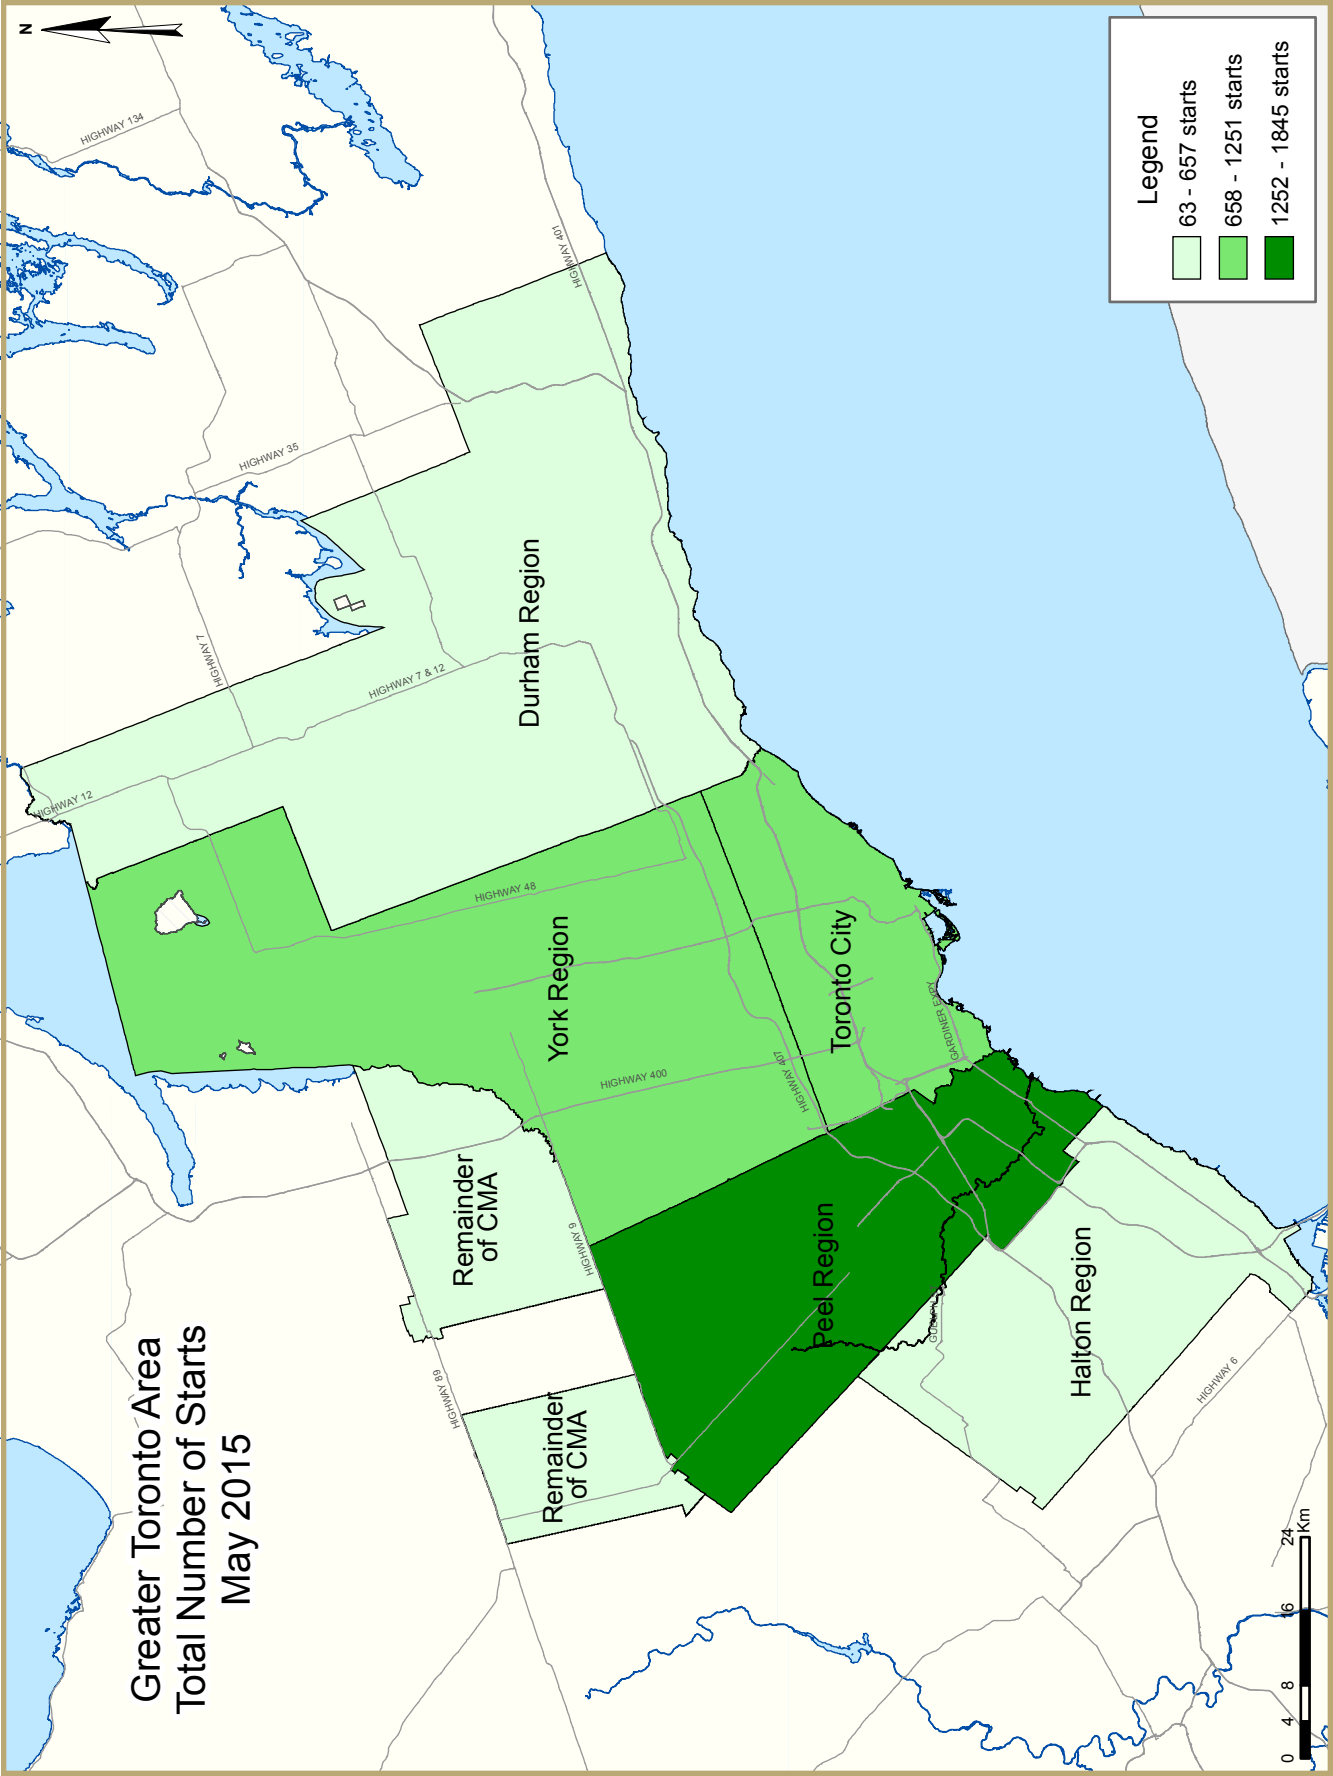 Greater Toronto Area
Total Number of Starts
May 2015
N
HIGHWAY 134
HIGHWAY 401
HIGHWAY 35
HIGHWAY 7
HIGHWAY 7 & 12
HIGHWAY 12
Durham Region
HIGHWAY 48
York Region
Toronto City
GARDINER EXPY
HIGHWAY 407
HIGHWAY 400
Remainder
of CMA
HIGHWAY 9
Peel Region
Halton Region
HIGHWAY 89
Remainder
of CMA
HIGHWAY 6
Legend
63 - 657 starts
658 - 1251 starts
1252 - 1845 starts
0 4 8 16 24
Km